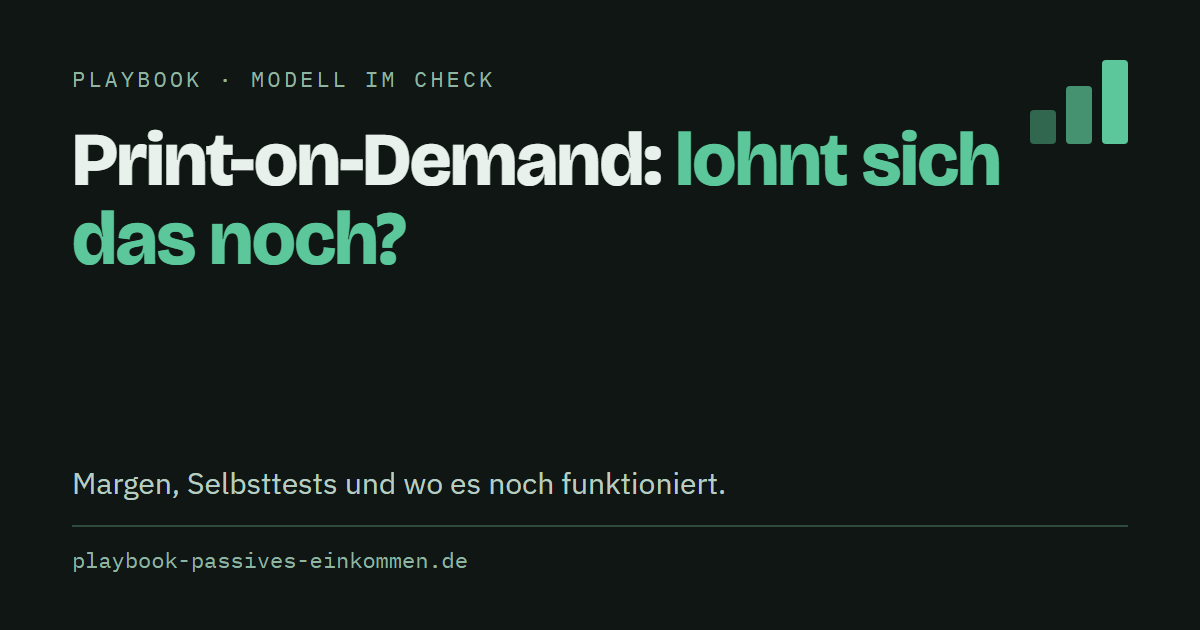 PLAYBOOK · MODELL IM CHECK
Print-on-Demand: lohnt sich
das noch?
Margen, Selbsttests und wo es noch funktioniert.
playbook-passives-einkommen.de